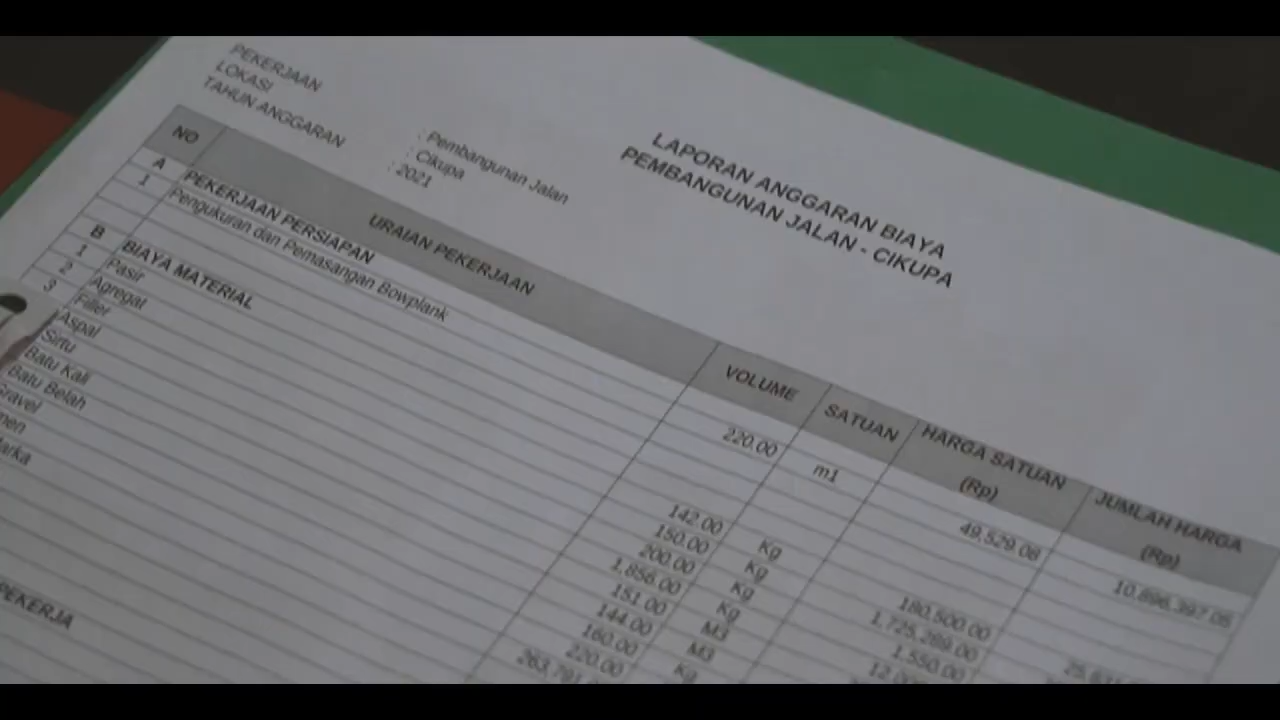 LAPORAN ANGGARAN BIAYA
PEMBANGUNAN JALAN - CIKUPA
PEKERJAAN : Pembangunan Jalan
LOKASI : Cikupa
TAHUN ANGGARAN : 2021
NO URAIAN PEKERJAAN VOLUME SATUAN HARGA SATUAN (Rp) JUMLAH HARGA (Rp)
A PEKERJAAN PERSIAPAN
1 Pengukuran dan Pemasangan Bowplank 220.00 m1 49,529.08 10,896,397.05
B BIAYA MATERIAL
1 Pasir 142.00 Kg 180,500.00
2 Agregat 150.00 Kg 1,725,289.00
3 Filler 200.00 Kg 1,550.00
Aspal 1,856.00 Kg
Sirtu 151.00 M3
Batu Kali 144.00 M3
Batu Belah 160.00 Kg
Gravel 220.00
PEKERJA